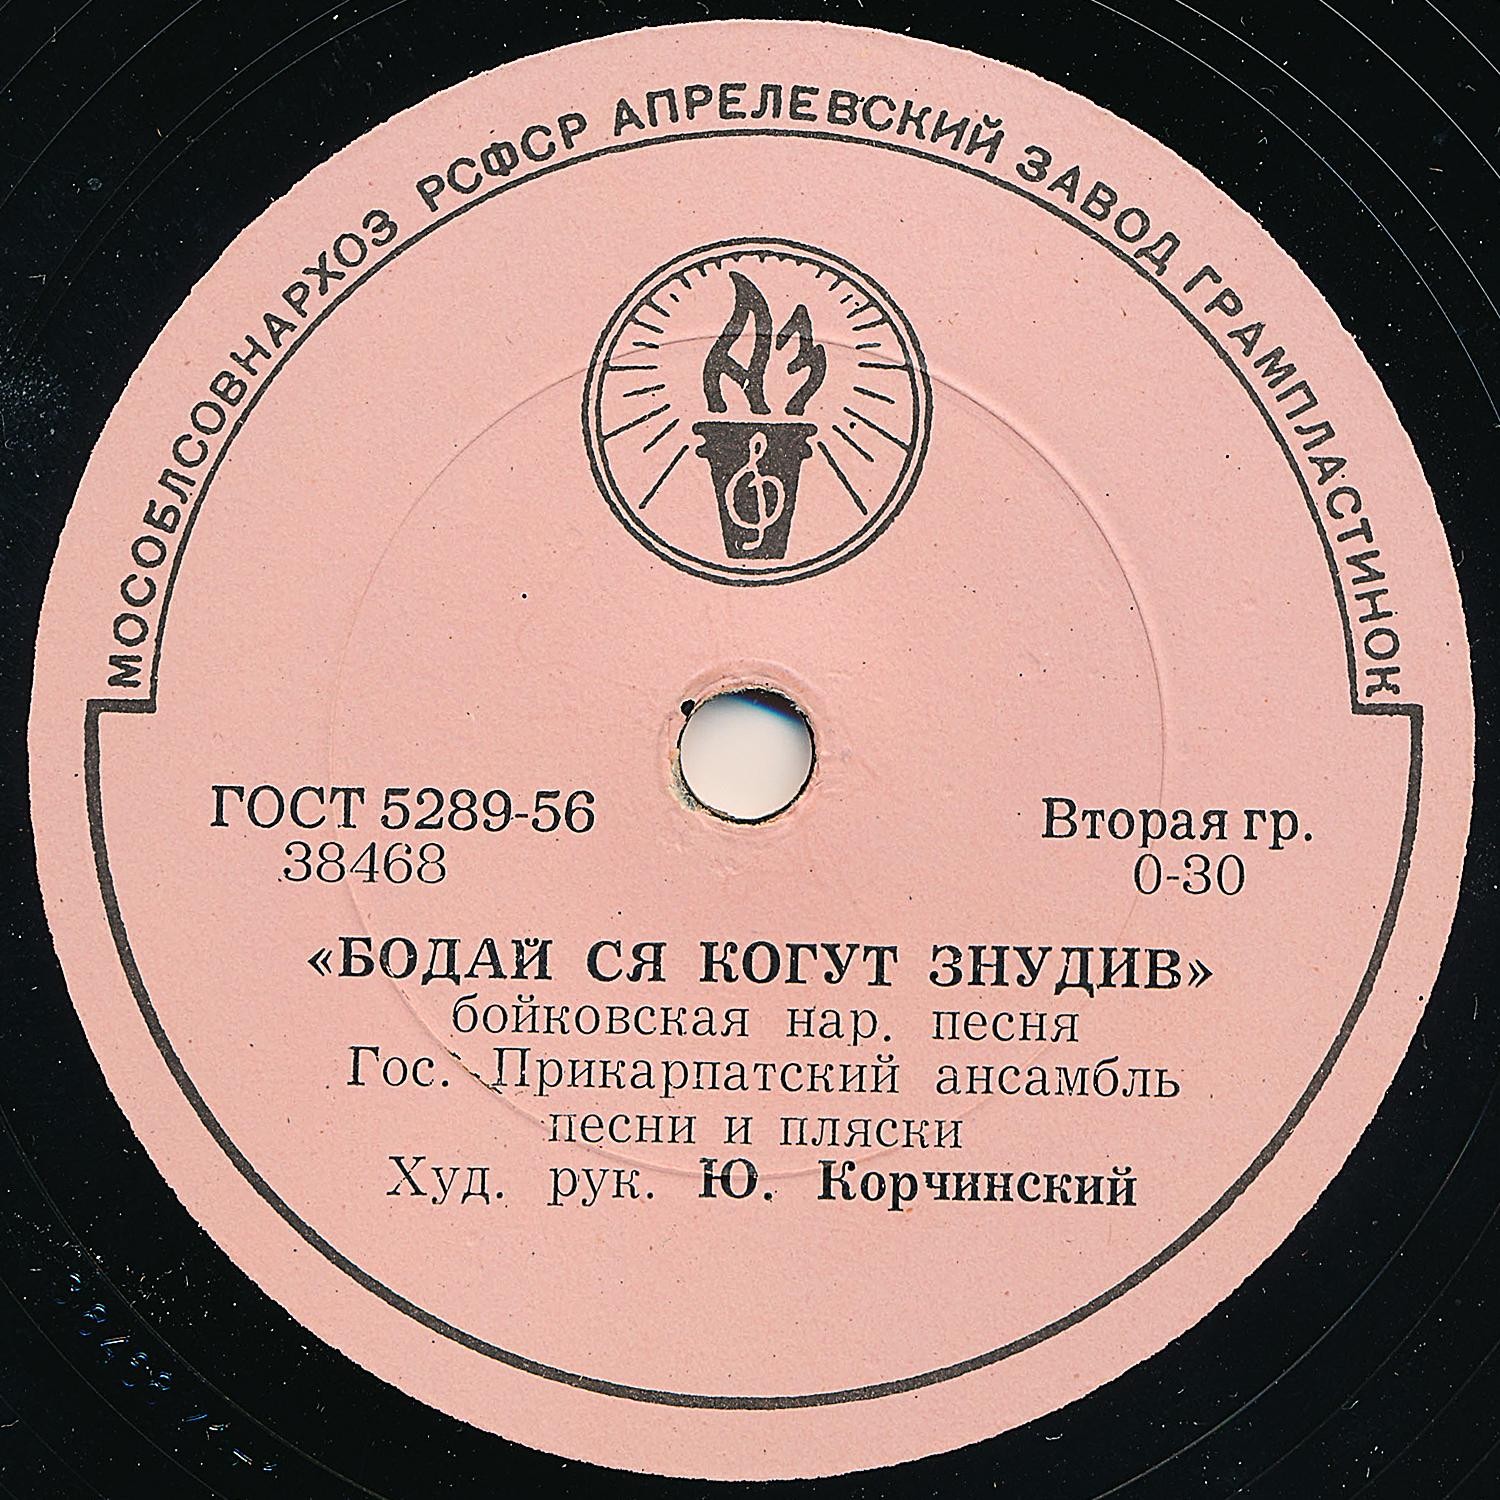 МОСОБЛСОВНАРХОЗ РСФСР АПРЕЛЕВСКИЙ ЗАВОД ГРАМПЛАСТИНОК
АЗ
ГОСТ 5289-56
38468
Вторая гр.
0-30
«БОДАЙ СЯ КОГУТ ЗНУДИВ»
бойковская нар. песня
Гос. Прикарпатский ансамбль
песни и пляски
Худ. рук. Ю. Корчинский